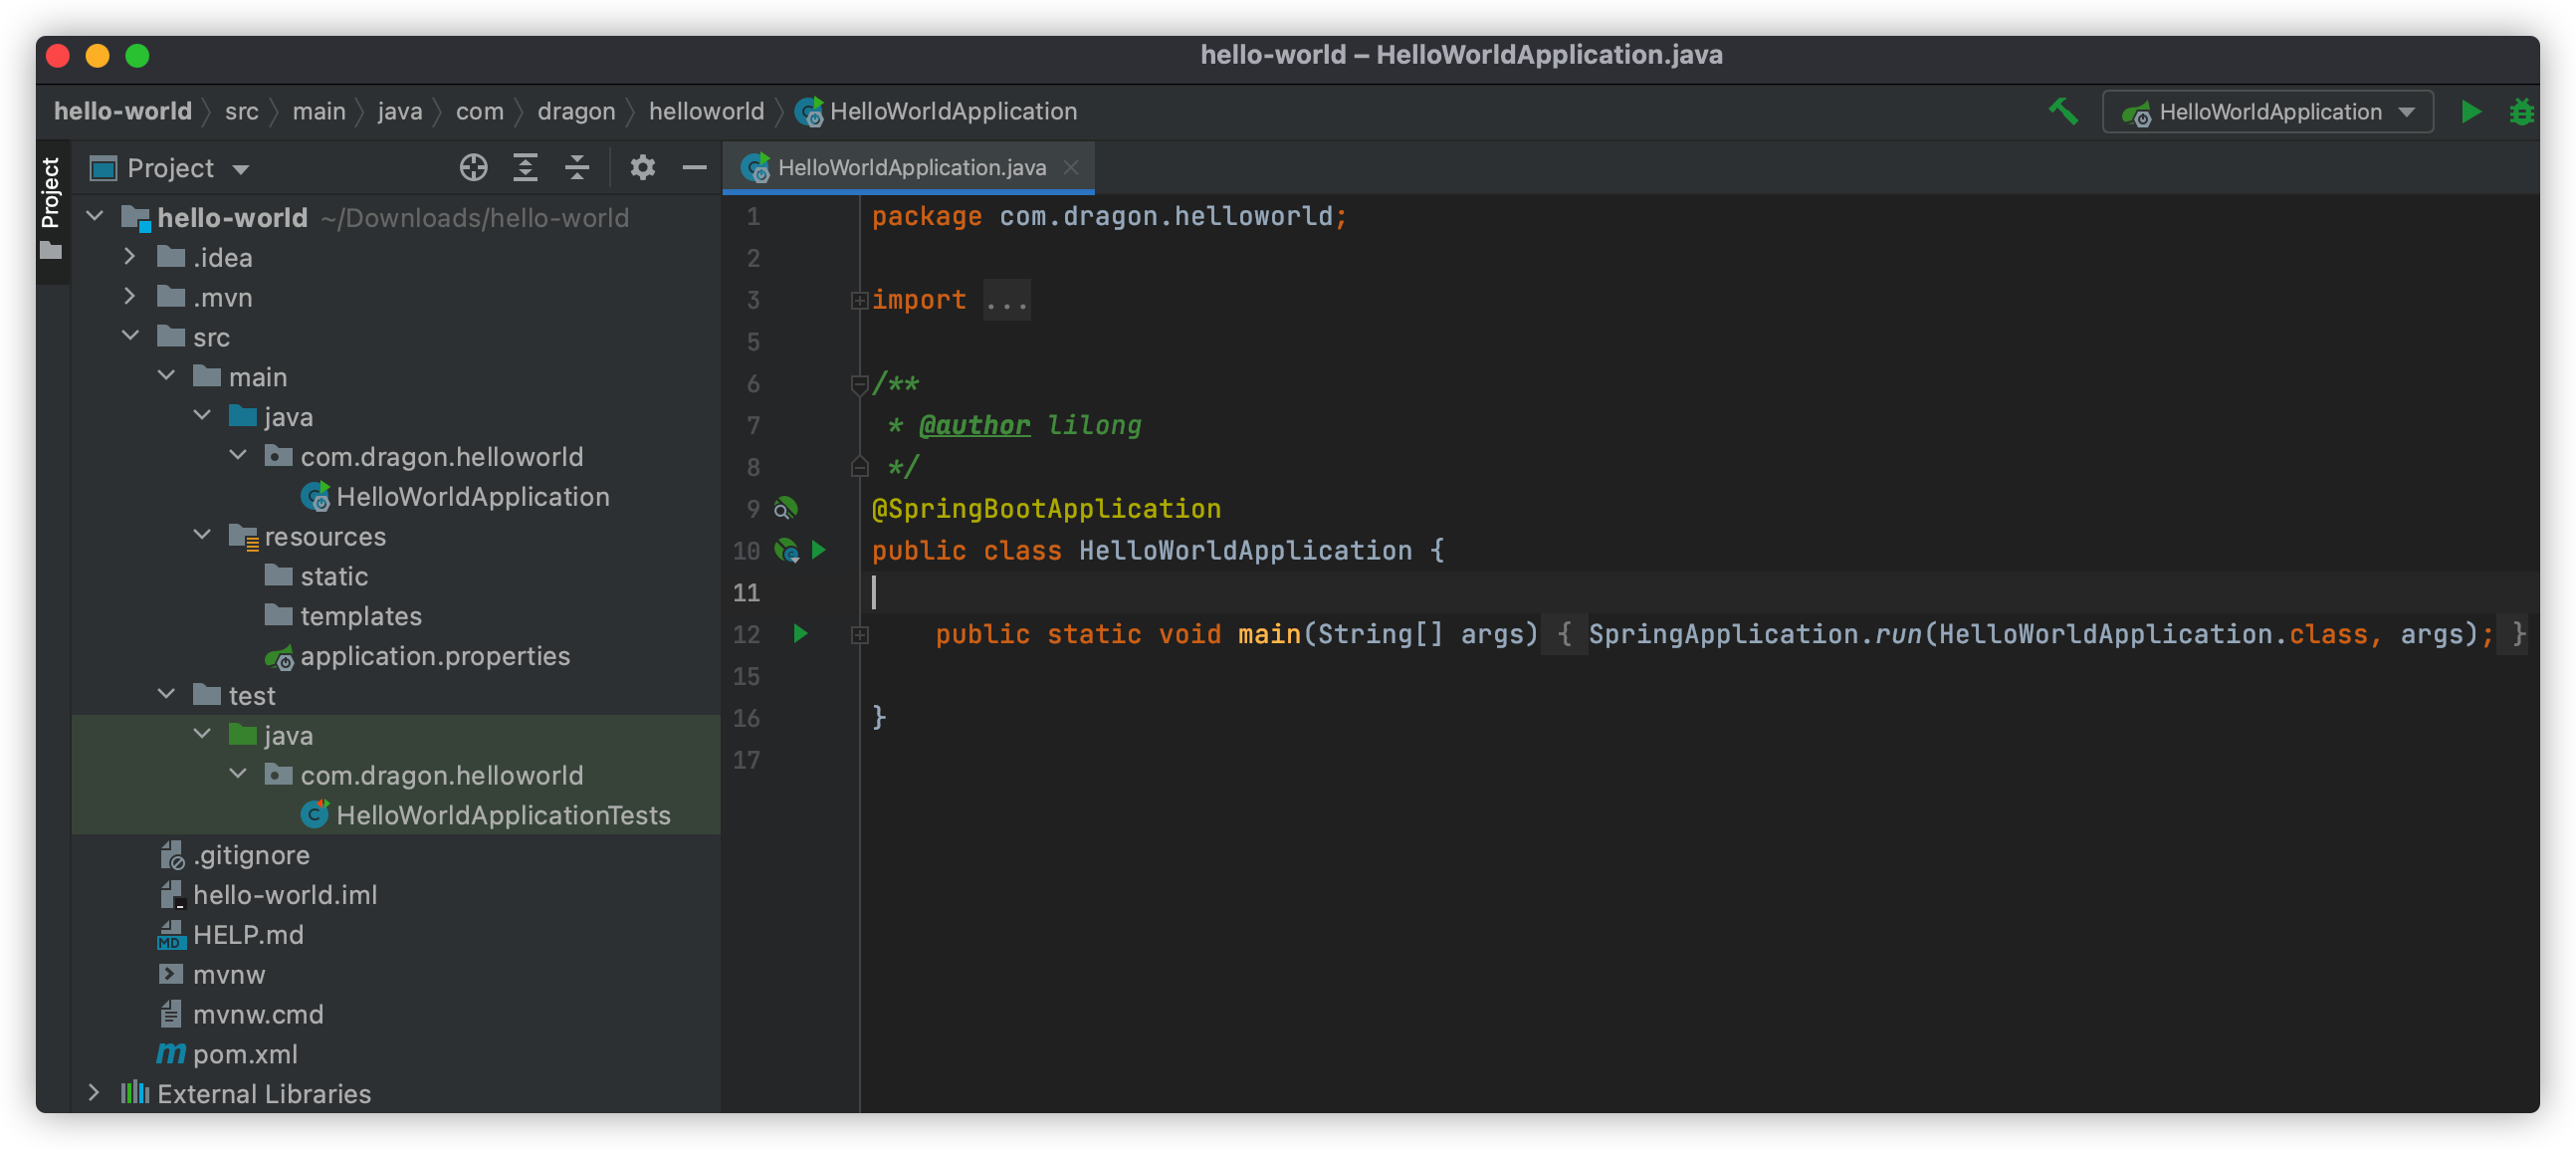 hello-world – HelloWorldApplication.java
hello-world src main java com dragon helloworld HelloWorldApplication
HelloWorldApplication
Project
Project
hello-world ~/Downloads/hello-world
.idea
.mvn
src
main
java
com.dragon.helloworld
HelloWorldApplication
resources
static
templates
application.properties
test
java
com.dragon.helloworld
HelloWorldApplicationTests
.gitignore
hello-world.iml
HELP.md
mvnw
mvnw.cmd
pom.xml
External Libraries
HelloWorldApplication.java
1 package com.dragon.helloworld;
2
3 import ...
5
6 /**
7 * @author lilong
8 */
9 @SpringBootApplication
10 public class HelloWorldApplication {
11
12 public static void main(String[] args) { SpringApplication.run(HelloWorldApplication.class, args); }
15
16 }
17